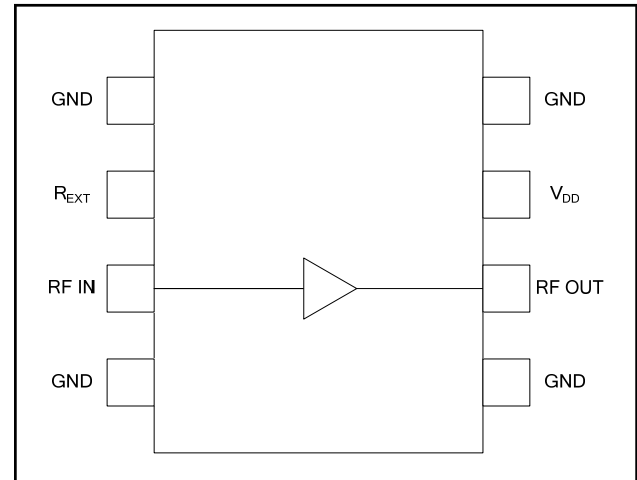 GND
GND
R_EXT
V_DD
RF IN
RF OUT
GND
GND